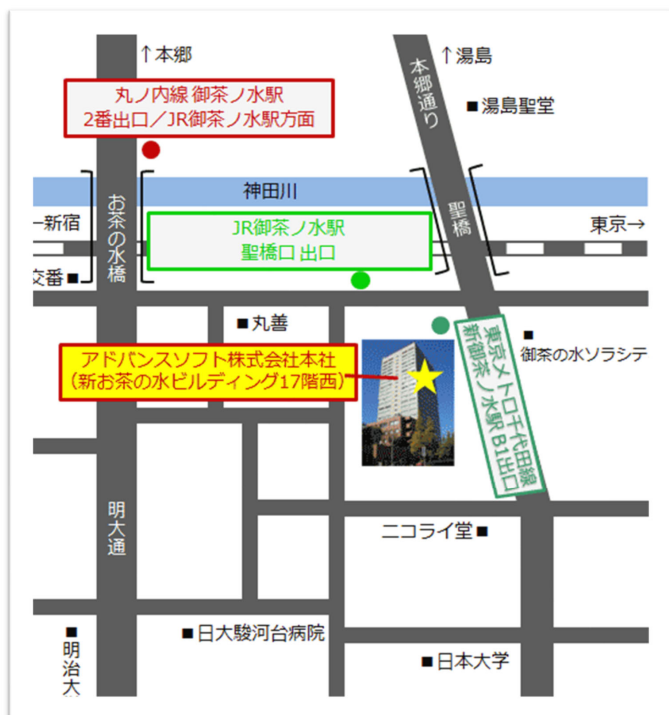 ↑本郷
↑湯島
本郷通り
丸ノ内線 御茶ノ水駅
2番出口／JR御茶ノ水駅方面
■湯島聖堂
神田川
お茶の水橋
聖橋
←新宿
東京→
JR御茶ノ水駅
聖橋口 出口
交番■
■丸善
東京メトロ千代田線
新御茶ノ水駅 B1出口
■
御茶の水ソラシテ
アドバンスソフト株式会社本社
（新お茶の水ビルディング17階西）
明大通
ニコライ堂■
■日大駿河台病院
■明治大
■日本大学